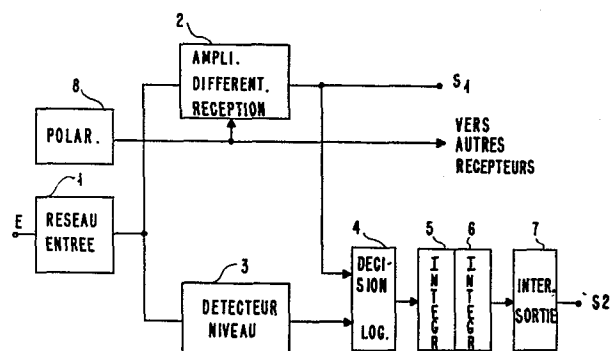 2
AMPLI.
DIFFERENT.
RECEPTION
S1
8
POLAR.
VERS
AUTRES
RECEPTEURS
1
E
RESEAU
ENTREE
3
DETECTEUR
NIVEAU
4
DECI-
SION
LOG.
5
INTEGR
6
INTEGR
7
INTER.
SORTIE
S2